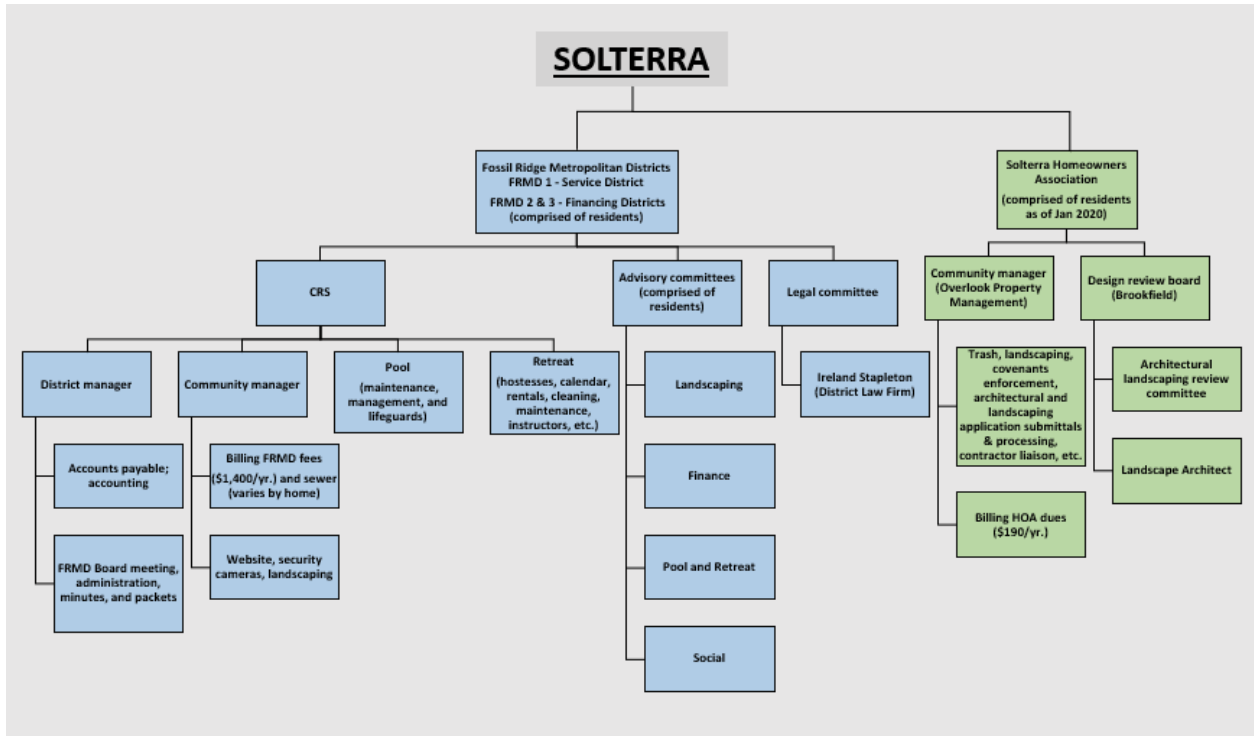 SOLTERRA
Fossil Ridge Metropolitan Districts
FRMD 1 - Service District
FRMD 2 & 3 - Financing Districts
(comprised of residents)
Solterra Homeowners
Association
(comprised of residents
as of Jan 2020)
CRS
Advisory committees
(comprised of
residents)
Legal committee
Community manager
(Overlook Property
Management)
Design review board
(Brookfield)
District manager
Community manager
Pool
(maintenance,
management, and
lifeguards)
Retreat
(hostesses, calendar,
rentals, cleaning,
maintenance,
instructors, etc.)
Landscaping
Ireland Stapleton
(District Law Firm)
Trash, landscaping,
covenants
enforcement,
architectural and
landscaping
application submittals
& processing,
contractor liaison, etc.
Architectural
landscaping review
committee
Accounts payable;
accounting
Billing FRMD fees
($1,400/yr.) and sewer
(varies by home)
Finance
Landscape Architect
Billing HOA dues
($190/yr.)
FRMD Board meeting,
administration,
minutes, and packets
Website, security
cameras, landscaping
Pool and Retreat
Social